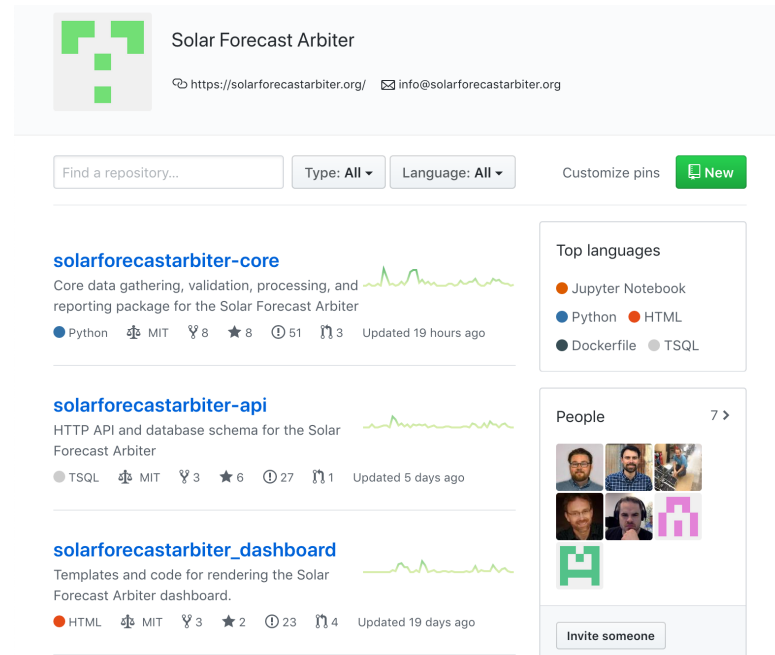 Solar Forecast Arbiter
https://solarforecastarbiter.org/ info@solarforecastarbiter.org
Find a repository...
Type: All
Language: All
Customize pins
New
solarforecastarbiter-core
Core data gathering, validation, processing, and
reporting package for the Solar Forecast Arbiter
Python MIT 8 8 51 3 Updated 19 hours ago
solarforecastarbiter-api
HTTP API and database schema for the Solar
Forecast Arbiter
TSQL MIT 3 6 27 1 Updated 5 days ago
solarforecastarbiter_dashboard
Templates and code for rendering the Solar
Forecast Arbiter dashboard.
HTML MIT 3 2 23 4 Updated 19 days ago
Top languages
Jupyter Notebook
Python HTML
Dockerfile TSQL
People 7
Invite someone